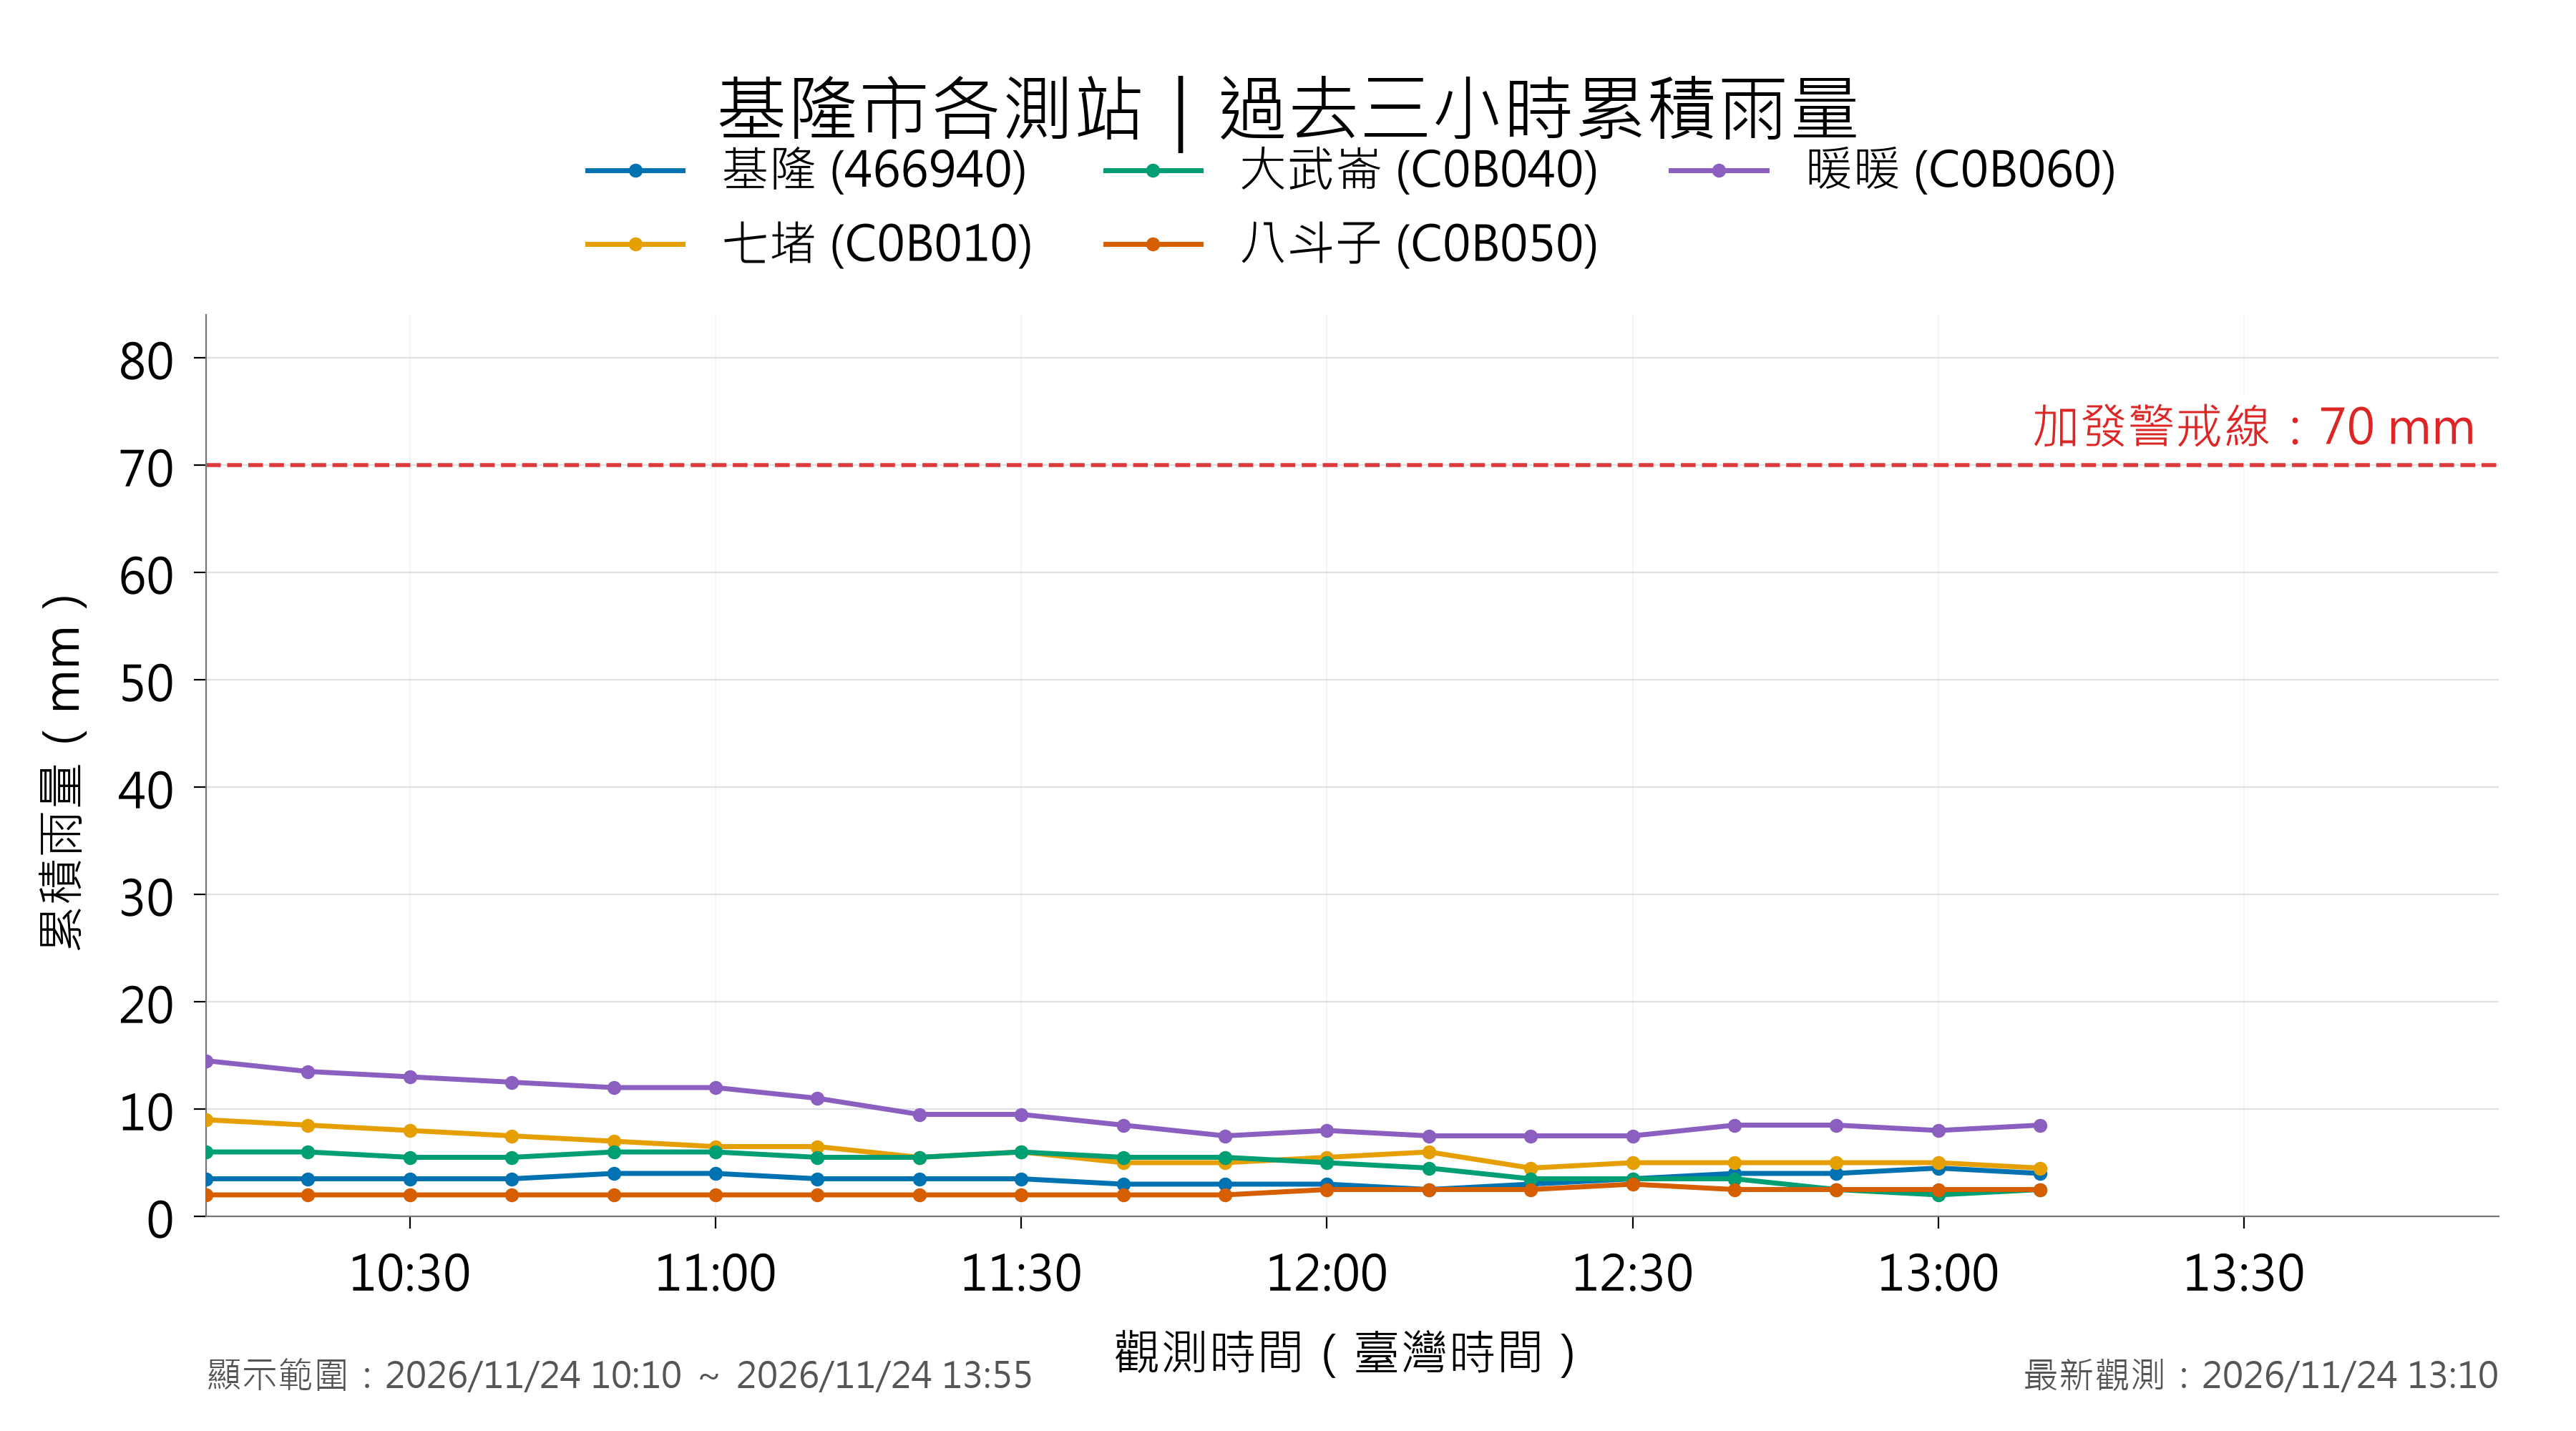 基隆市各測站 | 過去三小時累積雨量
基隆 (466940)
大武崙 (C0B040)
暖暖 (C0B060)
七堵 (C0B010)
八斗子 (C0B050)
累積雨量（mm）
80
70
60
50
40
30
20
10
0
加發警戒線：70 mm
10:30
11:00
11:30
12:00
12:30
13:00
13:30
觀測時間（臺灣時間）
顯示範圍：2026/11/24 10:10 ~ 2026/11/24 13:55
最新觀測：2026/11/24 13:10